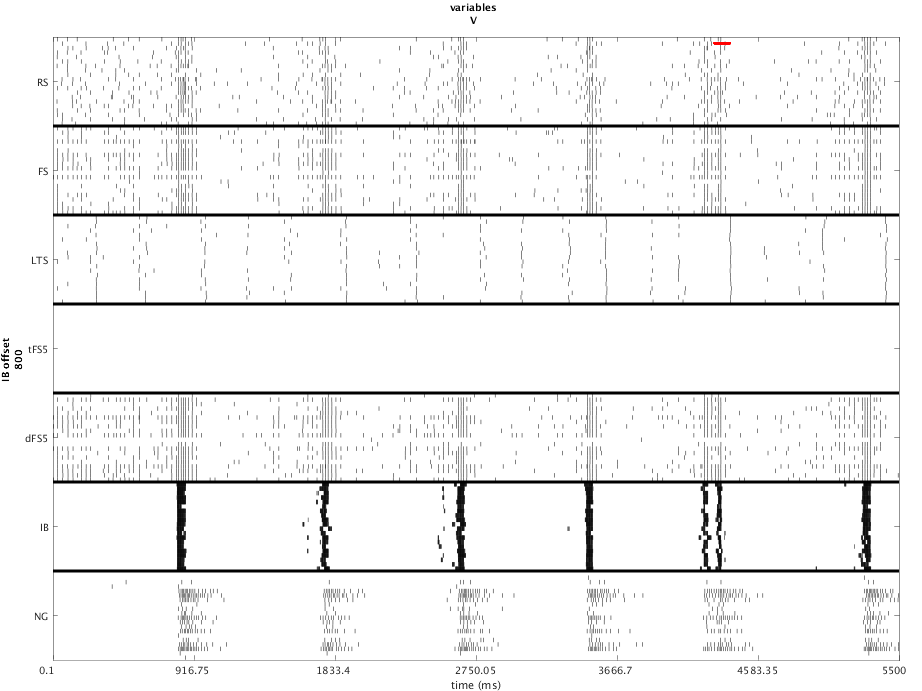 variables
V
RS
FS
LTS
tFS5
dFS5
IB
NG
IB offset
800
0.1 916.75 1833.4 2750.05 3666.7 4583.35 5500
time (ms)